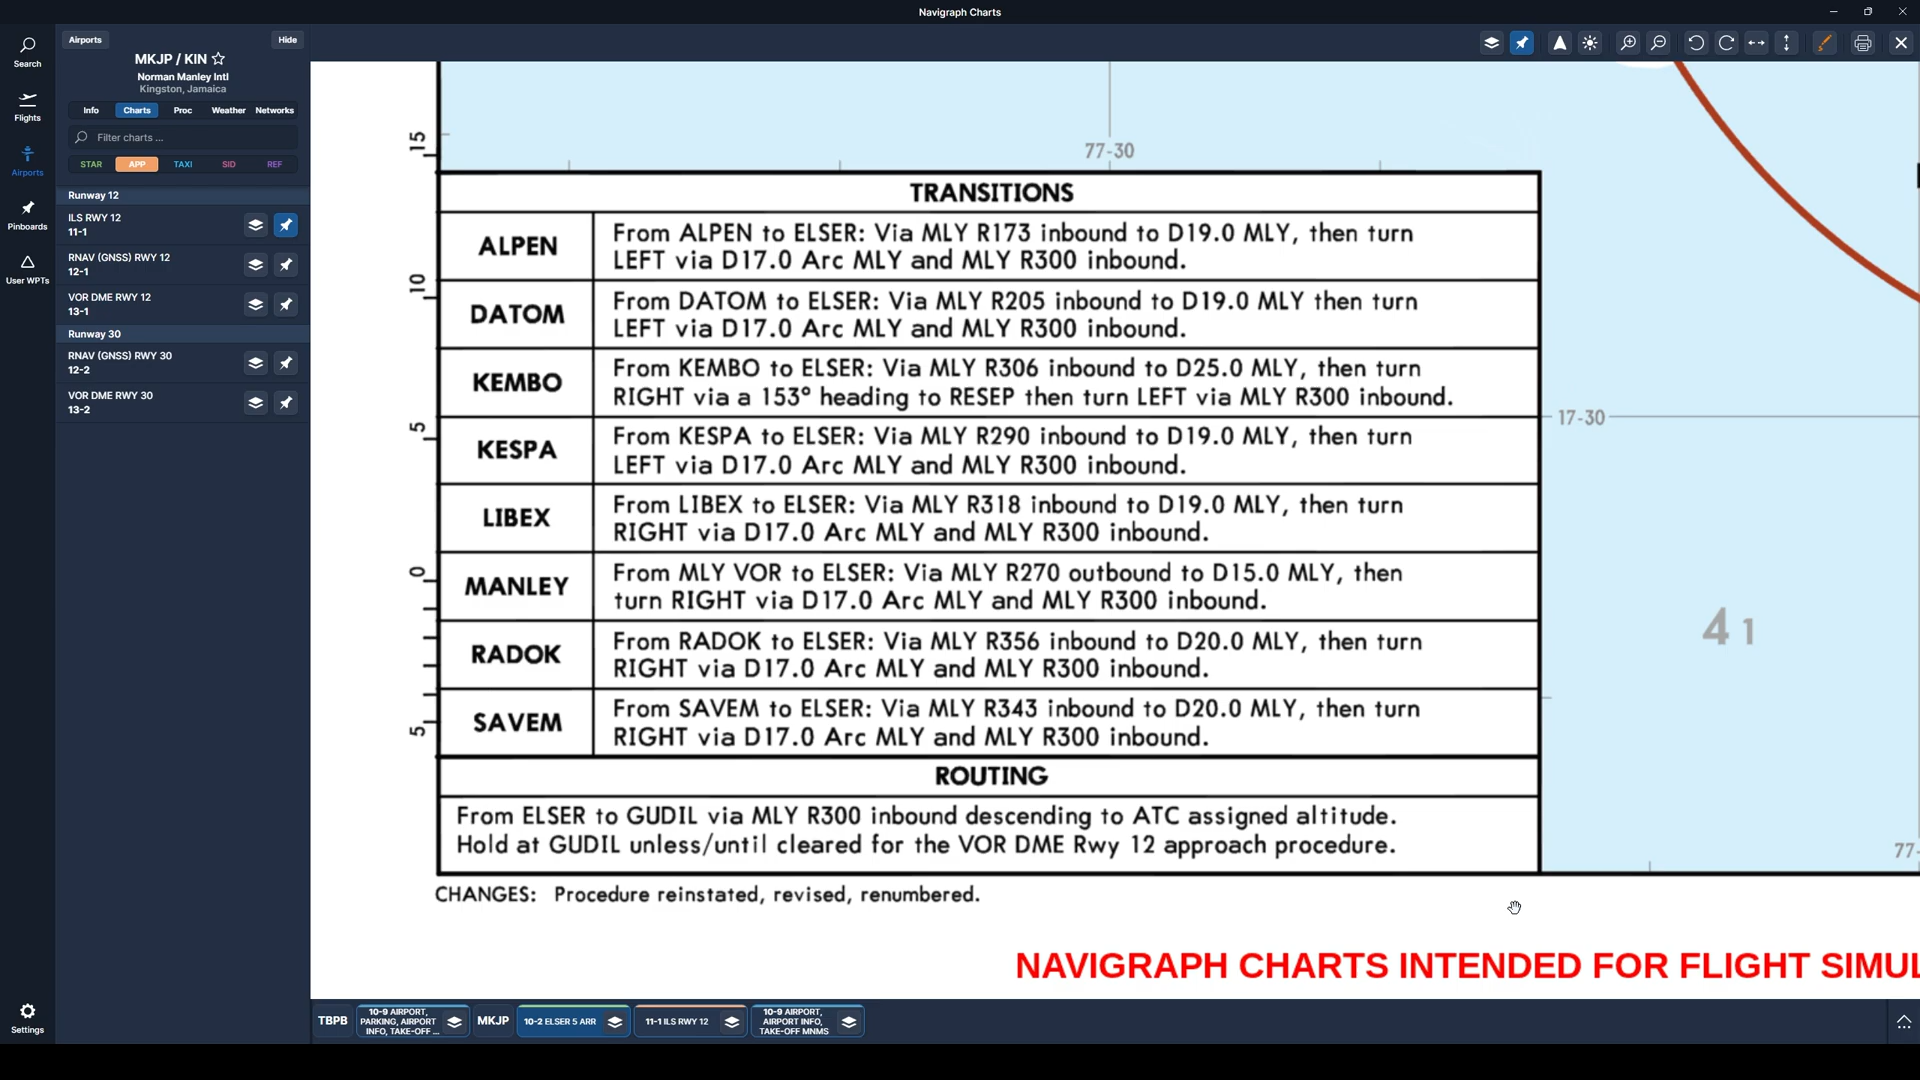 Navigraph Charts
Search
Flights
Airports
Pinboards
User WPTs
Settings
Airports
Hide
MKJP / KIN
Norman Manley Intl
Kingston, Jamaica
Info Charts Proc Weather Networks
Filter charts ...
STAR APP TAXI SID REF
Runway 12
ILS RWY 12
11-1
RNAV (GNSS) RWY 12
12-1
VOR DME RWY 12
13-1
Runway 30
RNAV (GNSS) RWY 30
12-2
VOR DME RWY 30
13-2
15
10
5
0
5
77-30
TRANSITIONS
ALPEN
From ALPEN to ELSER: Via MLY R173 inbound to D19.0 MLY, then turn
LEFT via D17.0 Arc MLY and MLY R300 inbound.
DATOM
From DATOM to ELSER: Via MLY R205 inbound to D19.0 MLY then turn
LEFT via D17.0 Arc MLY and MLY R300 inbound.
KEMBO
From KEMBO to ELSER: Via MLY R306 inbound to D25.0 MLY, then turn
RIGHT via a 153° heading to RESEP then turn LEFT via MLY R300 inbound.
KESPA
From KESPA to ELSER: Via MLY R290 inbound to D19.0 MLY, then turn
LEFT via D17.0 Arc MLY and MLY R300 inbound.
LIBEX
From LIBEX to ELSER: Via MLY R318 inbound to D19.0 MLY, then turn
RIGHT via D17.0 Arc MLY and MLY R300 inbound.
MANLEY
From MLY VOR to ELSER: Via MLY R270 outbound to D15.0 MLY, then
turn RIGHT via D17.0 Arc MLY and MLY R300 inbound.
RADOK
From RADOK to ELSER: Via MLY R356 inbound to D20.0 MLY, then turn
RIGHT via D17.0 Arc MLY and MLY R300 inbound.
SAVEM
From SAVEM to ELSER: Via MLY R343 inbound to D20.0 MLY, then turn
RIGHT via D17.0 Arc MLY and MLY R300 inbound.
ROUTING
From ELSER to GUDIL via MLY R300 inbound descending to ATC assigned altitude.
Hold at GUDIL unless/until cleared for the VOR DME Rwy 12 approach procedure.
17-30
4 1
77-
CHANGES: Procedure reinstated, revised, renumbered.
NAVIGRAPH CHARTS INTENDED FOR FLIGHT SIMUL
TBPB
10-9 AIRPORT,
PARKING, AIRPORT
INFO, TAKE-OFF ...
MKJP
10-2 ELSER 5 ARR
11-1 ILS RWY 12
10-9 AIRPORT,
AIRPORT INFO,
TAKE-OFF MNMS